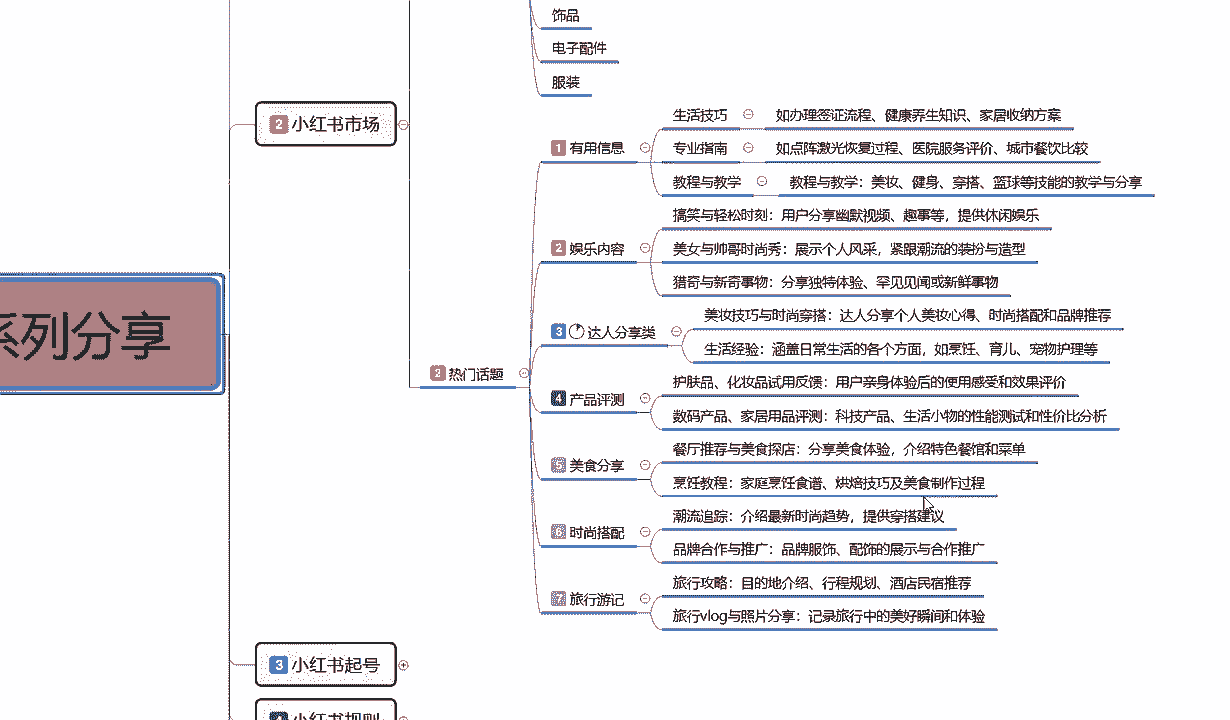 饰品
电子配件
服装
2 小红书市场
1 有用信息
生活技巧
如办理签证流程、健康养生知识、家居收纳方案
专业指南
如点阵激光恢复过程、医院服务评价、城市餐饮比较
教程与教学
教程与教学：美妆、健身、穿搭、篮球等技能的教学与分享
2 娱乐内容
搞笑与轻松时刻：用户分享幽默视频、趣事等，提供休闲娱乐
美女与帅哥时尚秀：展示个人风采，紧跟潮流的装扮与造型
猎奇与新奇事物：分享独特体验、罕见见闻或新鲜事物
系列分享
3 达人分享类
美妆技巧与时尚穿搭：达人分享个人美妆心得、时尚搭配和品牌推荐
生活经验：涵盖日常生活的各个方面，如烹饪、育儿、宠物护理等
2 热门话题
4 产品评测
护肤品、化妆品试用反馈：用户亲身体验后的使用感受和效果评价
数码产品、家居用品评测：科技产品、生活小物的性能测试和性价比分析
5 美食分享
餐厅推荐与美食探店：分享美食体验，介绍特色餐馆和菜单
烹饪教程：家庭烹饪食谱、烘焙技巧及美食制作过程
6 时尚搭配
潮流追踪：介绍最新时尚趋势，提供穿搭建议
品牌合作与推广：品牌服饰、配饰的展示与合作推广
7 旅行游记
旅行攻略：目的地介绍、行程规划、酒店民宿推荐
旅行vlog与照片分享：记录旅行中的美好瞬间和体验
3 小红书起号
4 小红书规则